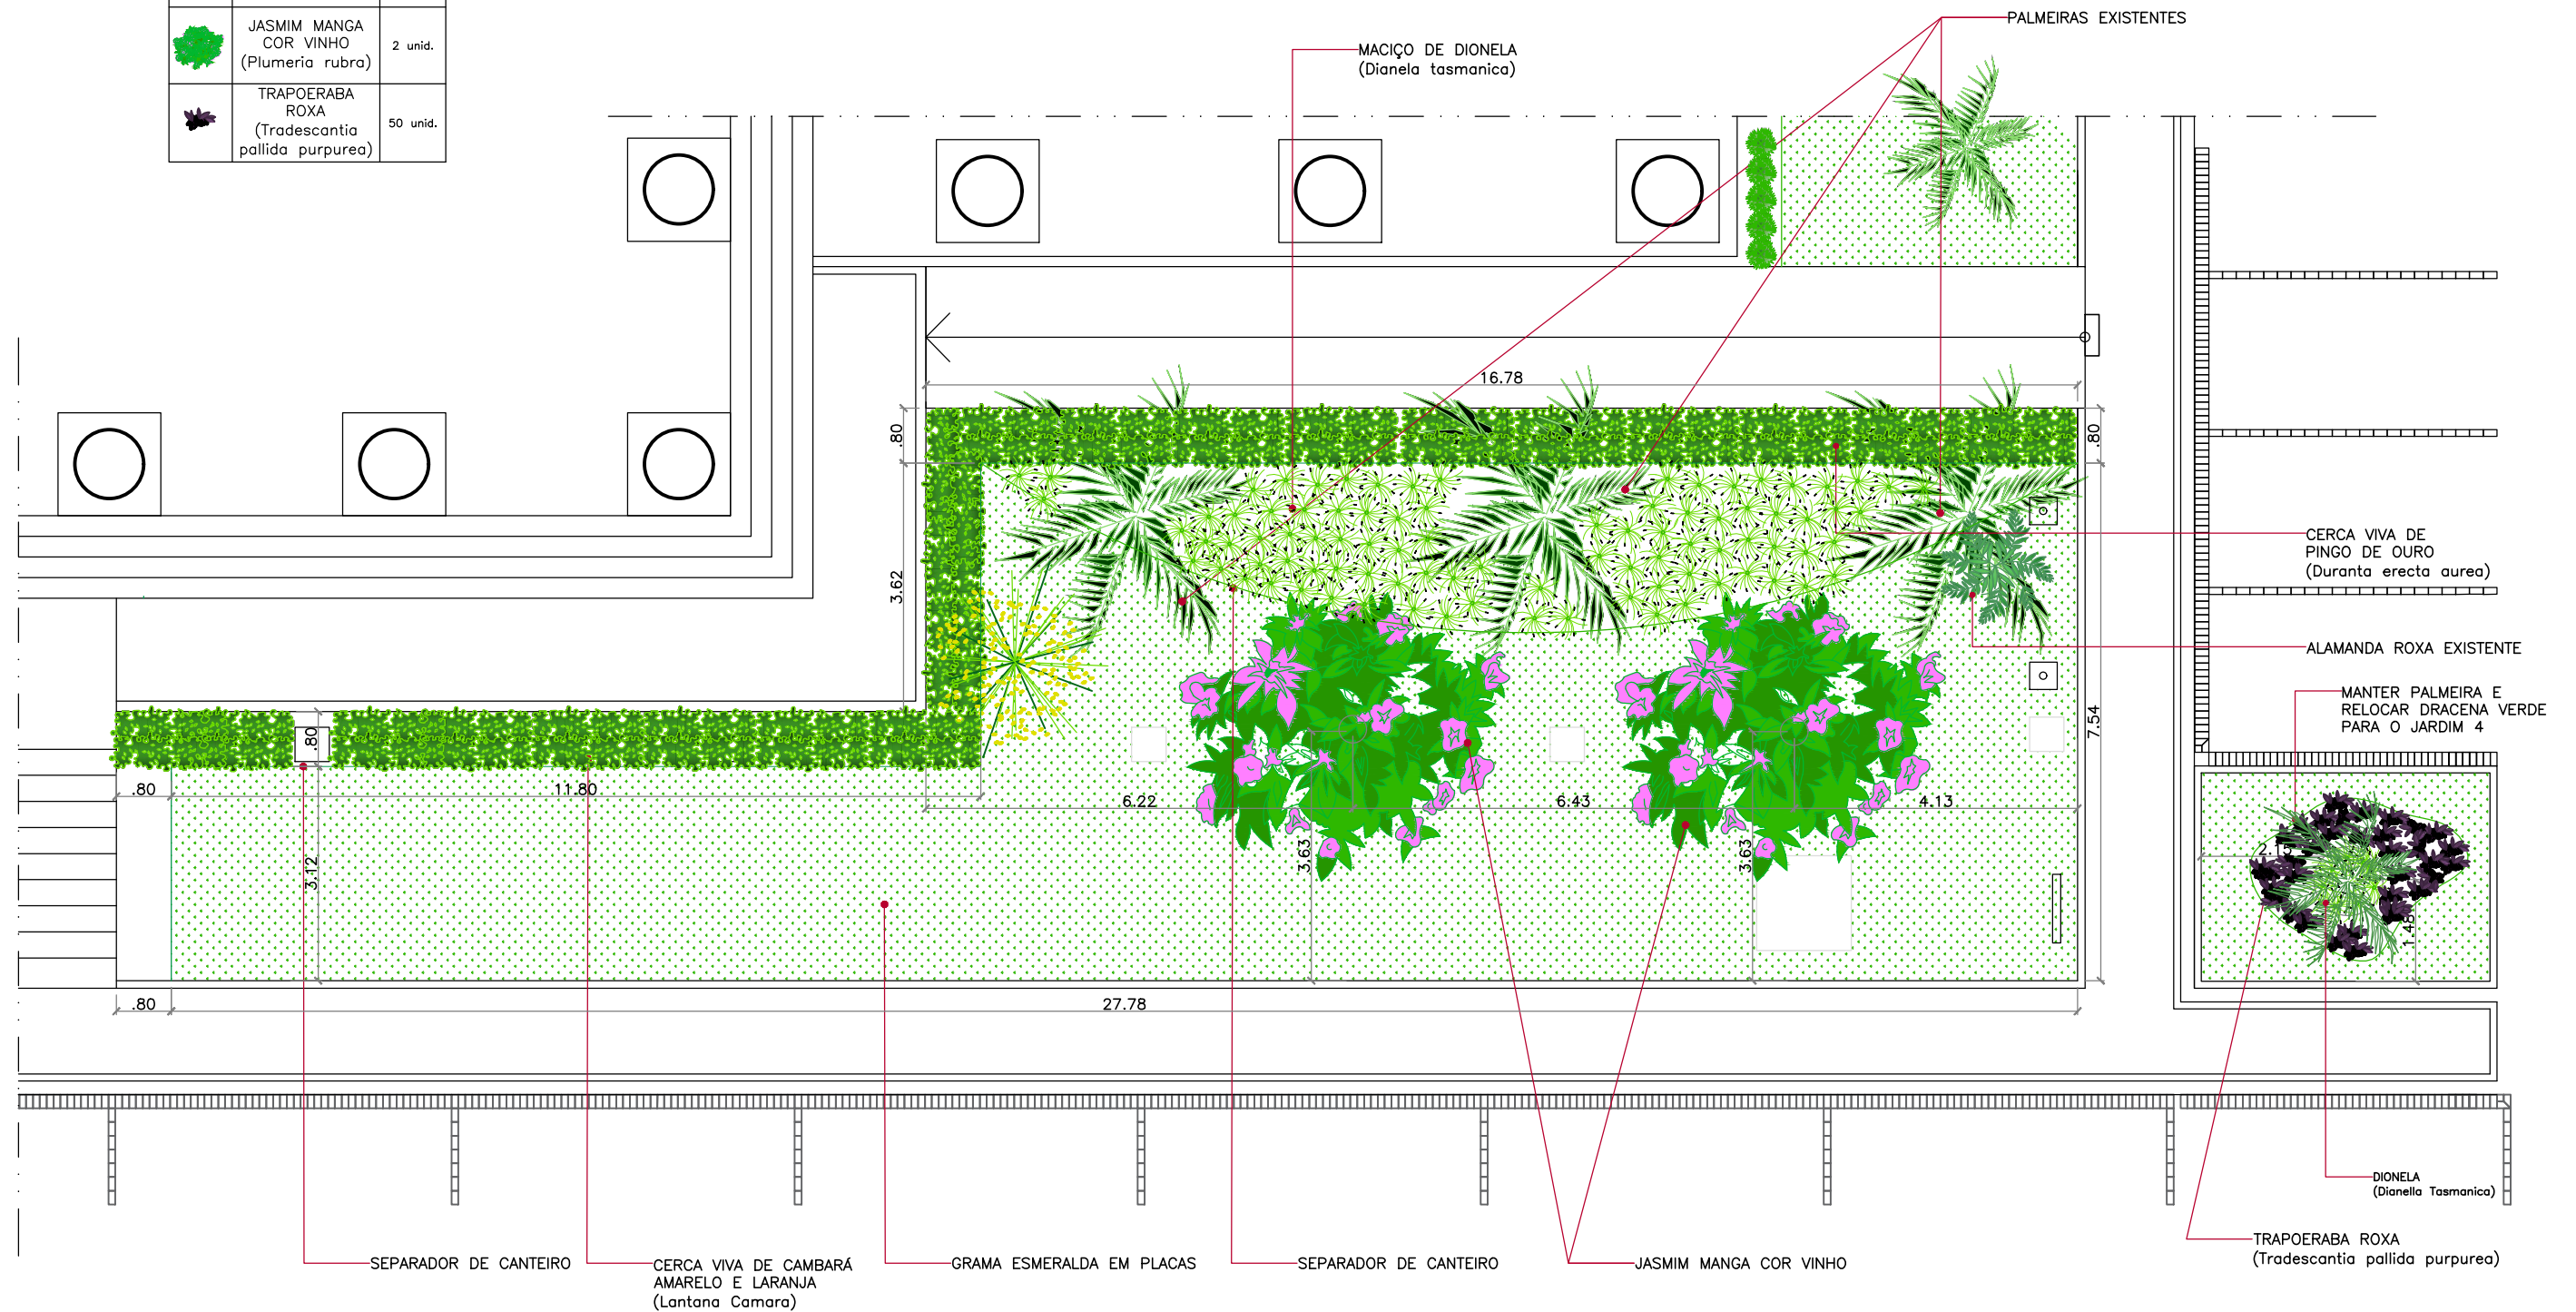 JASMIM MANGA
COR VINHO
(Plumeria rubra)
2 unid.
TRAPOERABA
ROXA
(Tradescantia
pallida purpurea)
50 unid.
PALMEIRAS EXISTENTES
MACIÇO DE DIONELA
(Dianela tasmanica)
16.78
.80
.80
3.62
CERCA VIVA DE
PINGO DE OURO
(Duranta erecta aurea)
ALAMANDA ROXA EXISTENTE
MANTER PALMEIRA E
RELOCAR DRACENA VERDE
PARA O JARDIM 4
7.54
.80
.80
11.80
6.22
6.43
4.13
3.12
3.63
3.63
2.15
1.48
.80
27.78
DIONELA
(Dianella Tasmanica)
TRAPOERABA ROXA
(Tradescantia pallida purpurea)
SEPARADOR DE CANTEIRO
CERCA VIVA DE CAMBARÁ
AMARELO E LARANJA
(Lantana Camara)
GRAMA ESMERALDA EM PLACAS
SEPARADOR DE CANTEIRO
JASMIM MANGA COR VINHO